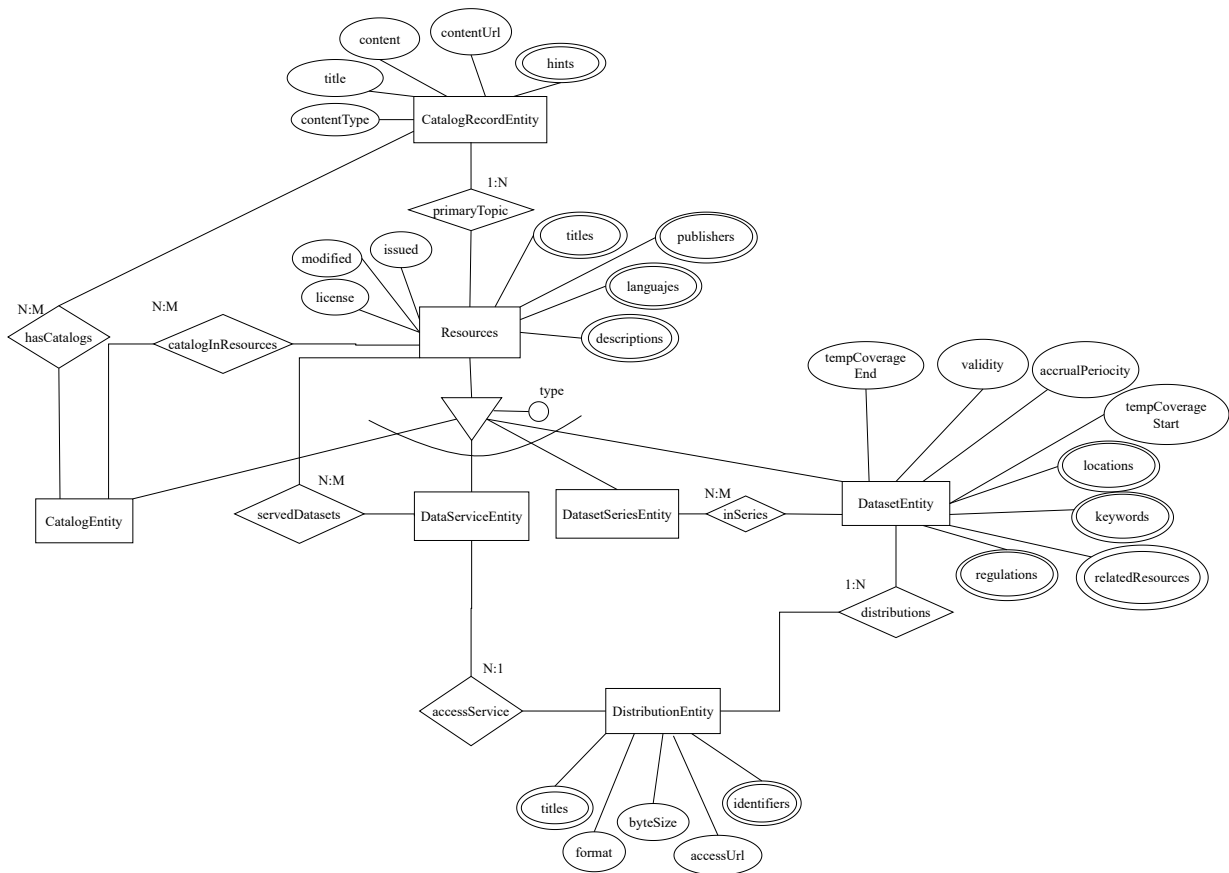 contentUrl
content
hints
title
contentType
CatalogRecordEntity
1:N
primaryTopic
titles
publishers
issued
modified
languajes
license
N:M
N:M
Resources
descriptions
hasCatalogs
catalogInResources
tempCoverage
End
validity
accrualPeriocity
type
tempCoverage
Start
locations
N:M
N:M
CatalogEntity
servedDatasets
DataServiceEntity
DatasetSeriesEntity
inSeries
DatasetEntity
keywords
regulations
relatedResources
1:N
distributions
N:1
accessService
DistributionEntity
titles
identifiers
byteSize
format
accessUrl